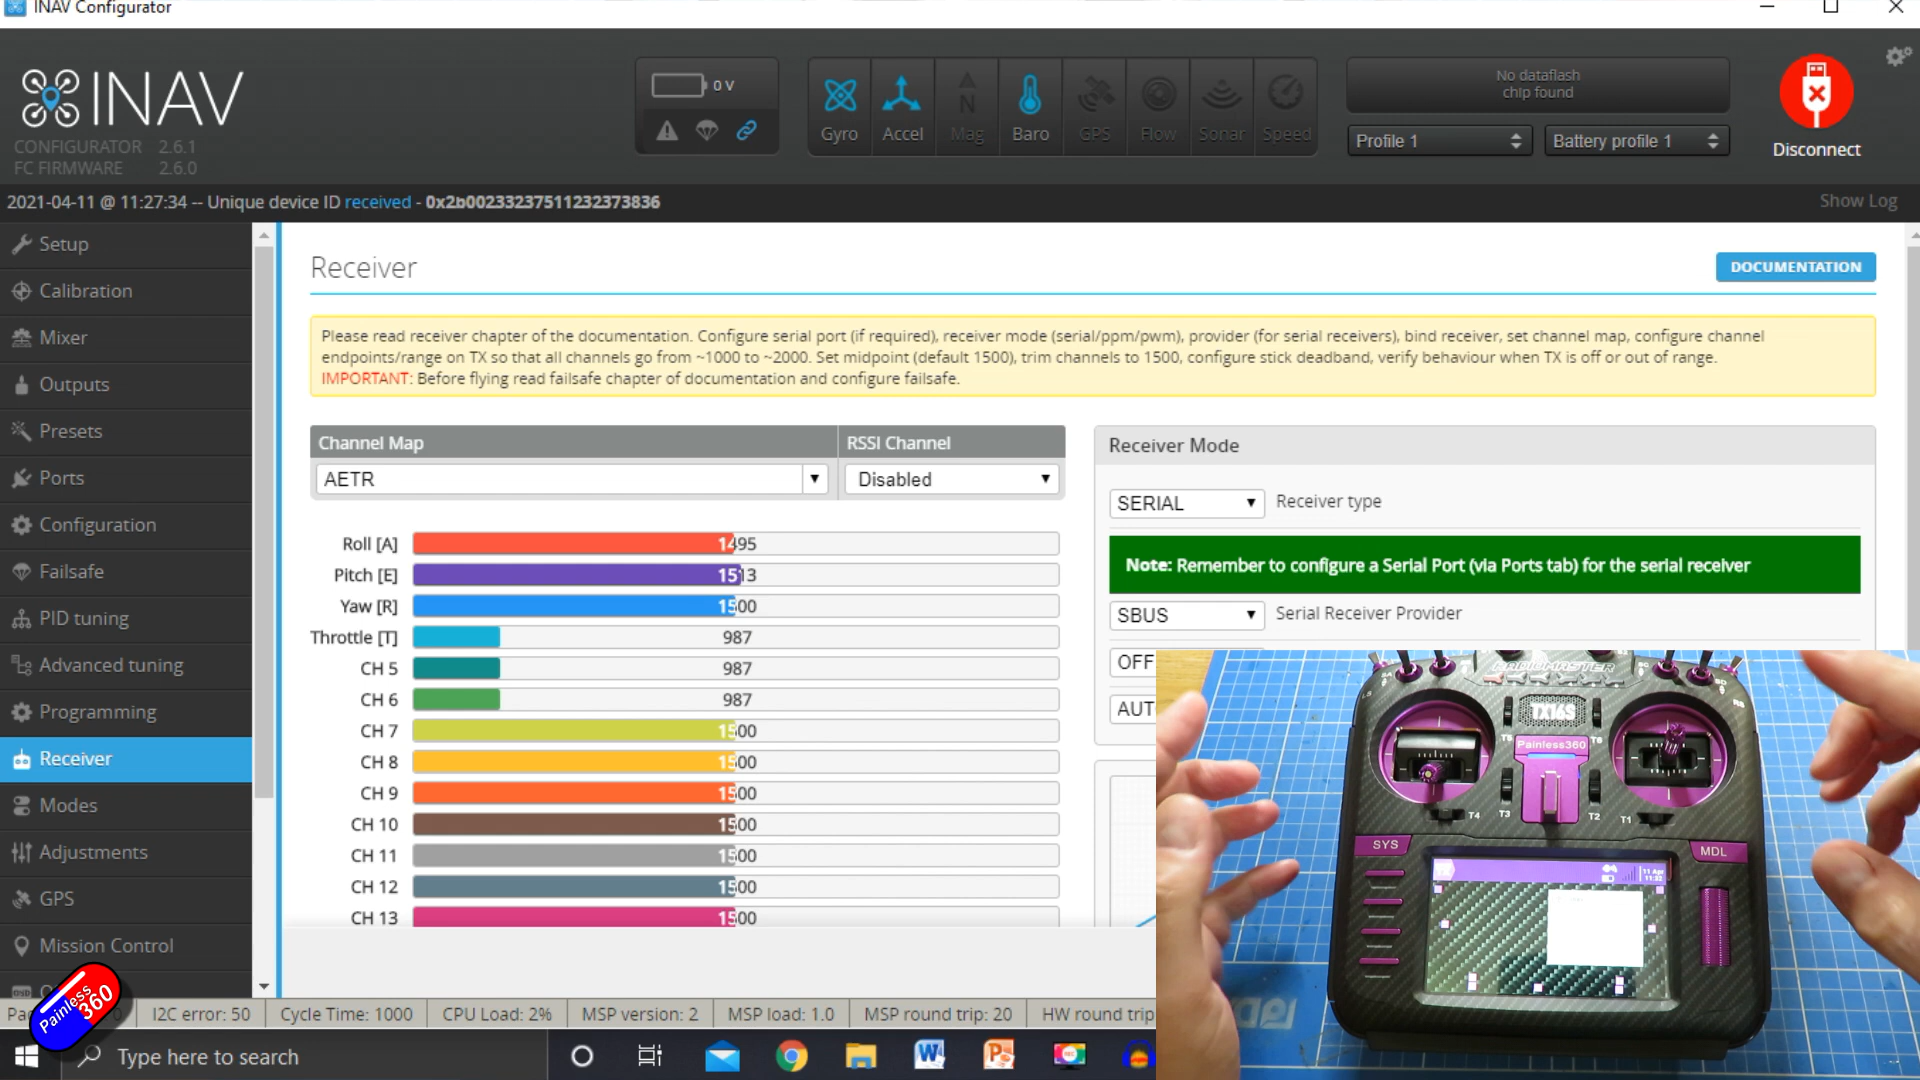 INAV Configurator
INAV
CONFIGURATOR 2.6.1
FC FIRMWARE 2.6.0
0 V
Gyro
Accel
Mag
Baro
GPS
Flow
Sonar
Speed
No dataflash
chip found
Profile 1
Battery profile 1
Disconnect
2021-04-11 @ 11:27:34 -- Unique device ID received - 0x2b00233237511232373836
Show Log
Setup
Calibration
Mixer
Outputs
Presets
Ports
Configuration
Failsafe
PID tuning
Advanced tuning
Programming
Receiver
Modes
Adjustments
GPS
Mission Control
Receiver
DOCUMENTATION
Please read receiver chapter of the documentation. Configure serial port (if required), receiver mode (serial/ppm/pwm), provider (for serial receivers), bind receiver, set channel map, configure channel
endpoints/range on TX so that all channels go from ~1000 to ~2000. Set midpoint (default 1500), trim channels to 1500, configure stick deadband, verify behaviour when TX is off or out of range.
IMPORTANT: Before flying read failsafe chapter of documentation and configure failsafe.
Channel Map
RSSI Channel
AETR
Disabled
Roll [A] 1495
Pitch [E] 1513
Yaw [R] 1500
Throttle [T] 987
CH 5 987
CH 6 987
CH 7 1500
CH 8 1500
CH 9 1500
CH 10 1500
CH 11 1500
CH 12 1500
CH 13 1500
Receiver Mode
SERIAL Receiver type
Note: Remember to configure a Serial Port (via Ports tab) for the serial receiver
SBUS Serial Receiver Provider
OFF
AUT
RADIOMASTER
TX16S
Painless360
T5
T6
T4
T3
T2
T1
SYS
MDL
11 Apr
Painless360
I2C error: 50
Cycle Time: 1000
CPU Load: 2%
MSP version: 2
MSP load: 1.0
MSP round trip: 20
HW round trip
Type here to search